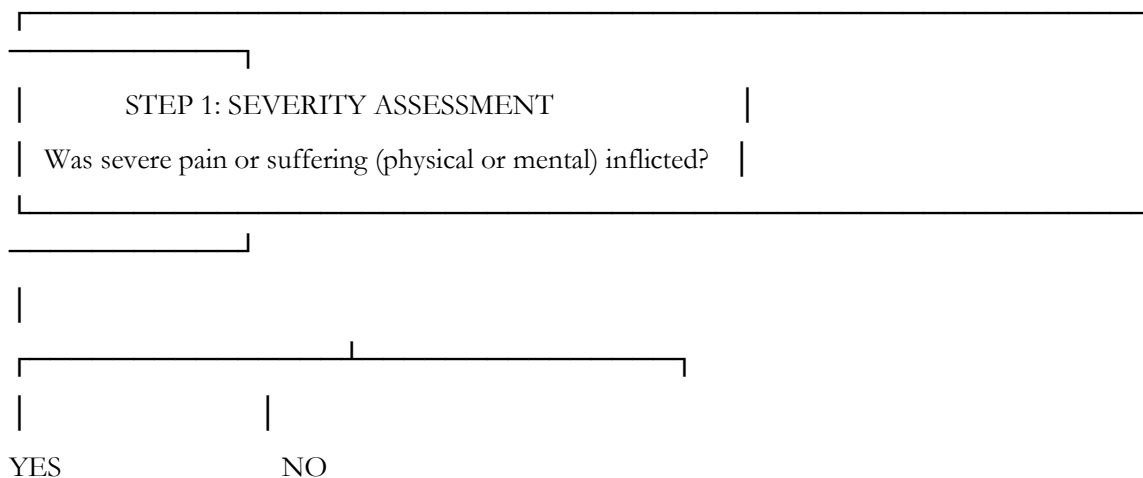 STEP 1: SEVERITY ASSESSMENT
Was severe pain or suffering (physical or mental) inflicted?
YES NO